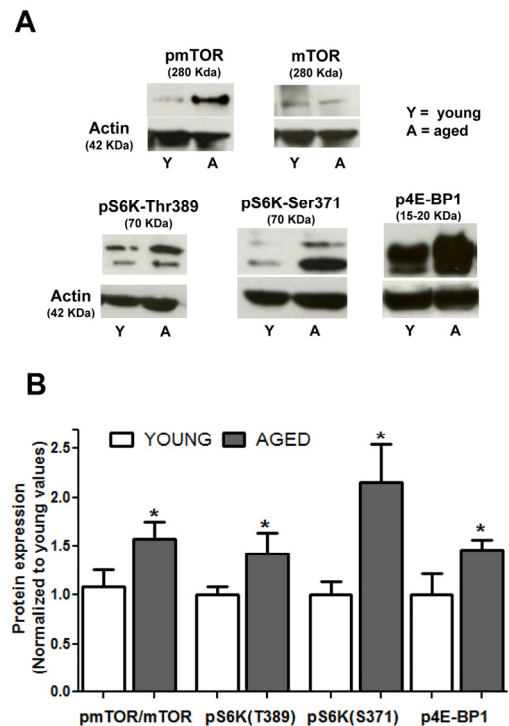 A
pmTOR
(280 Kda)
mTOR
(280 KDa)
Y = young
A = aged
Actin
(42 KDa)
Y A
Y A
pS6K-Thr389
(70 KDa)
pS6K-Ser371
(70 KDa)
p4E-BP1
(15-20 KDa)
Actin
(42 KDa)
Y A
Y A
Y A
B
Protein expression
(Normalized to young values)
2.5
2.0
1.5
1.0
0.5
0.0
YOUNG AGED
* * * *
pmTOR/mTOR pS6K(T389) pS6K(S371) p4E-BP1